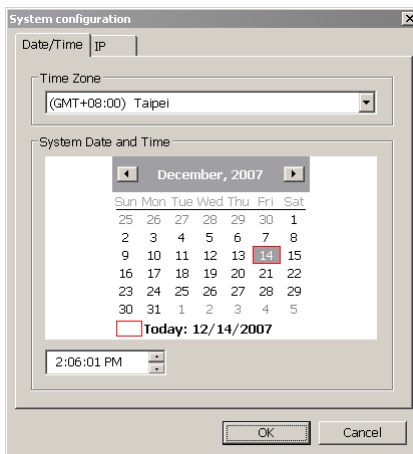 System configuration
Date/Time IP
Time Zone
(GMT+08:00) Taipei
System Date and Time
December, 2007
Sun Mon Tue Wed Thu Fri Sat
25 26 27 28 29 30 1
2 3 4 5 6 7 8
9 10 11 12 13 14 15
16 17 18 19 20 21 22
23 24 25 26 27 28 29
30 31 1 2 3 4 5
Today: 12/14/2007
2:06:01 PM
OK Cancel